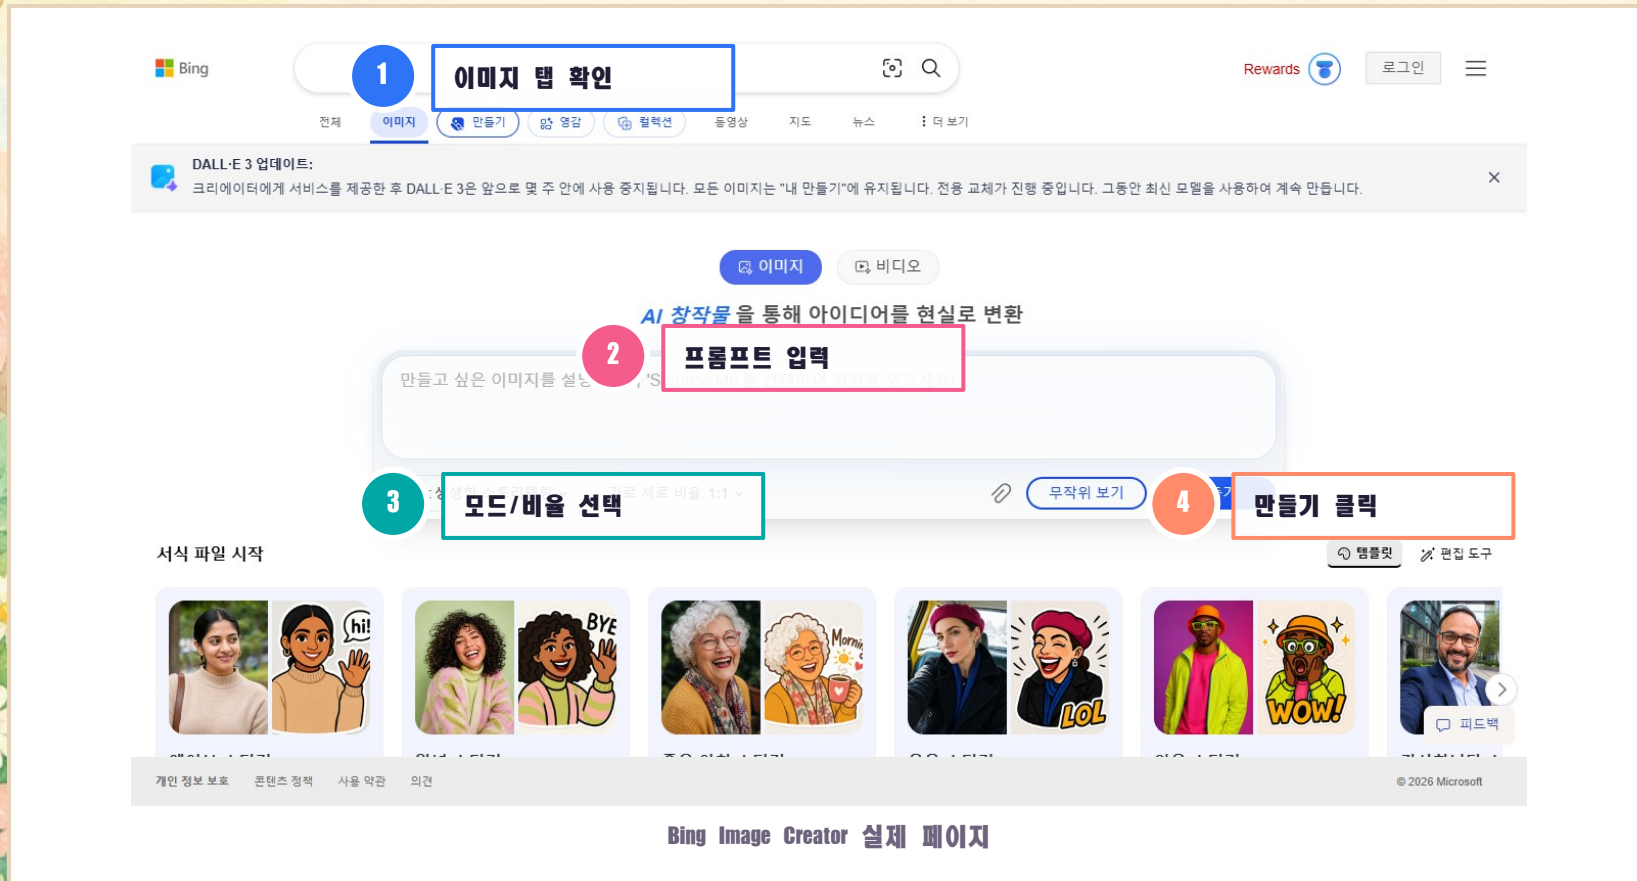 Bing
1
이미지 탭 확인
Rewards
로그인
전체
이미지
만들기
영감
컬렉션
동영상
지도
뉴스
더 보기
DALL·E 3 업데이트:
크리에이터에게 서비스를 제공한 후 DALL·E 3은 앞으로 몇 주 안에 사용 중지됩니다. 모든 이미지는 "내 만들기"에 유지됩니다. 전용 교체가 진행 중입니다. 그동안 최신 모델을 사용하여 계속 만듭니다.
이미지
비디오
AI 창작물을 통해 아이디어를 현실로 변환
2
프롬프트 입력
만들고 싶은 이미지를
3
모드/비율 선택
가로 세로 비율: 1:1
무작위 보기
4
만들기 클릭
서식 파일 시작
템플릿
편집 도구
hi!
BYE
Morning
LOL
WOW!
피드백
개인 정보 보호
콘텐츠 정책
사용 약관
의견
© 2026 Microsoft
Bing Image Creator 실제 페이지